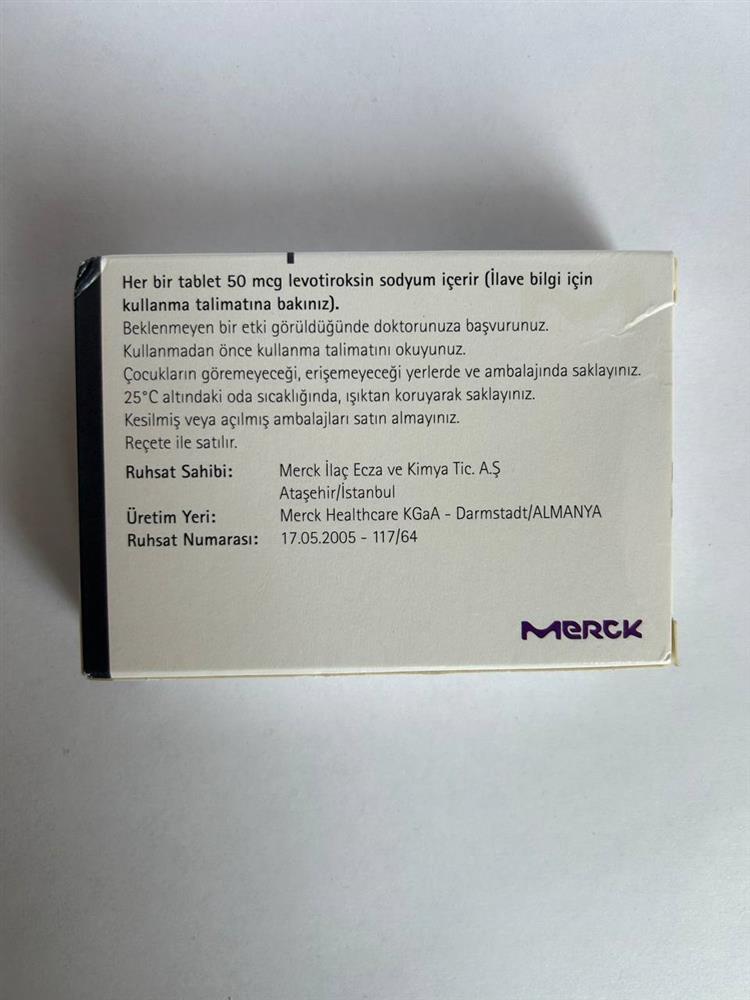 Her bir tablet 50 mcg levotiroksin sodyum içerir (İlave bilgi için
kullanma talimatına bakınız).
Beklenmeyen bir etki görüldüğünde doktorunuza başvurunuz.
Kullanmadan önce kullanma talimatını okuyunuz.
Çocukların göremeyeceği, erişemeyeceği yerlerde ve ambalajında saklayınız.
25°C altındaki oda sıcaklığında, ışıktan koruyarak saklayınız.
Kesilmiş veya açılmış ambalajları satın almayınız.
Reçete ile satılır.
Ruhsat Sahibi: Merck İlaç Ecza ve Kimya Tic. A.Ş
Ataşehir/İstanbul
Üretim Yeri: Merck Healthcare KGaA - Darmstadt/ALMANYA
Ruhsat Numarası: 17.05.2005 - 117/64
MERCK